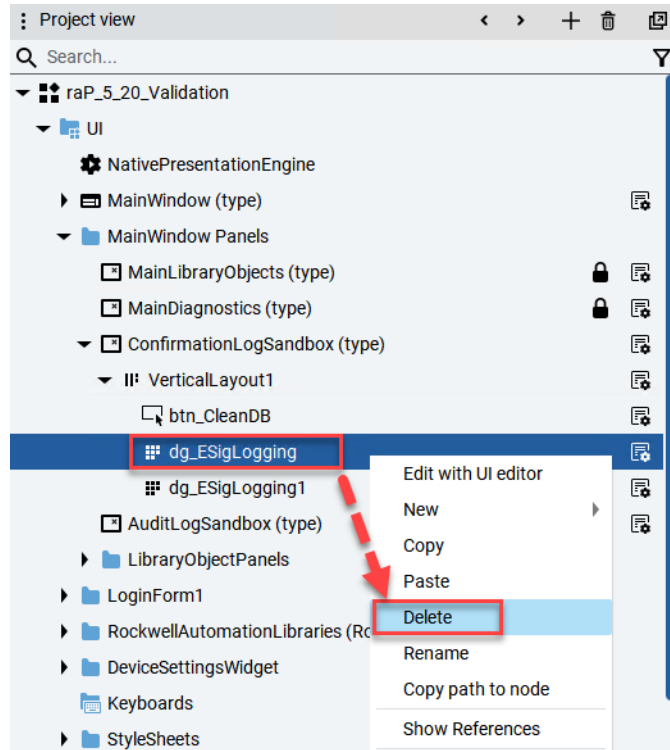 Project view
Search...
raP_5_20_Validation
UI
NativePresentationEngine
MainWindow (type)
MainWindow Panels
MainLibraryObjects (type)
MainDiagnostics (type)
ConfirmationLogSandbox (type)
VerticalLayout1
btn_CleanDB
dg_ESigLogging
dg_ESigLogging1
AuditLogSandbox (type)
LibraryObjectPanels
LoginForm1
RockwellAutomationLibraries (Ro
DeviceSettingsWidget
Keyboards
StyleSheets
Edit with UI editor
New
Copy
Paste
Delete
Rename
Copy path to node
Show References